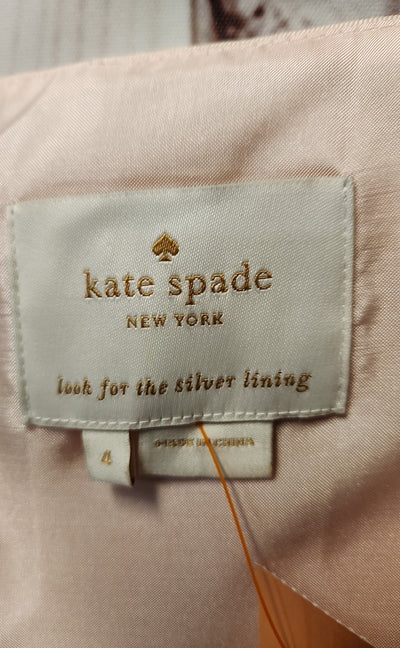 kate spade
NEW YORK
look for the silver lining
4
MADE IN CHINA